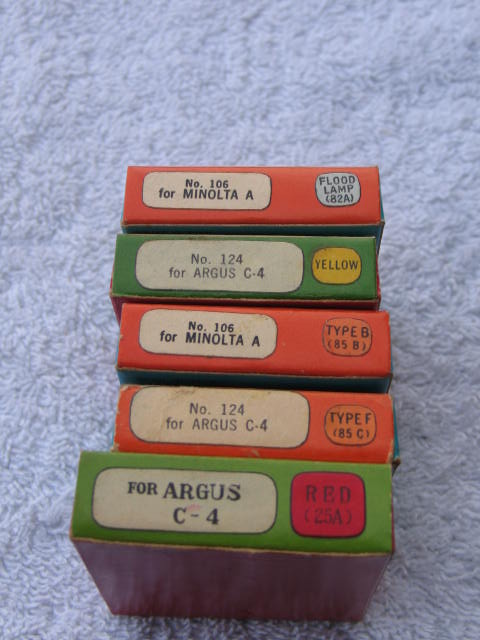 No. 106
for MINOLTA A
FLOOD
LAMP
(82A)
No. 124
for ARGUS C-4
YELLOW
No. 106
for MINOLTA A
TYPE B
(85 B)
No. 124
for ARGUS C-4
TYPE F
(85 C)
FOR ARGUS
C-4
RED
(25A)